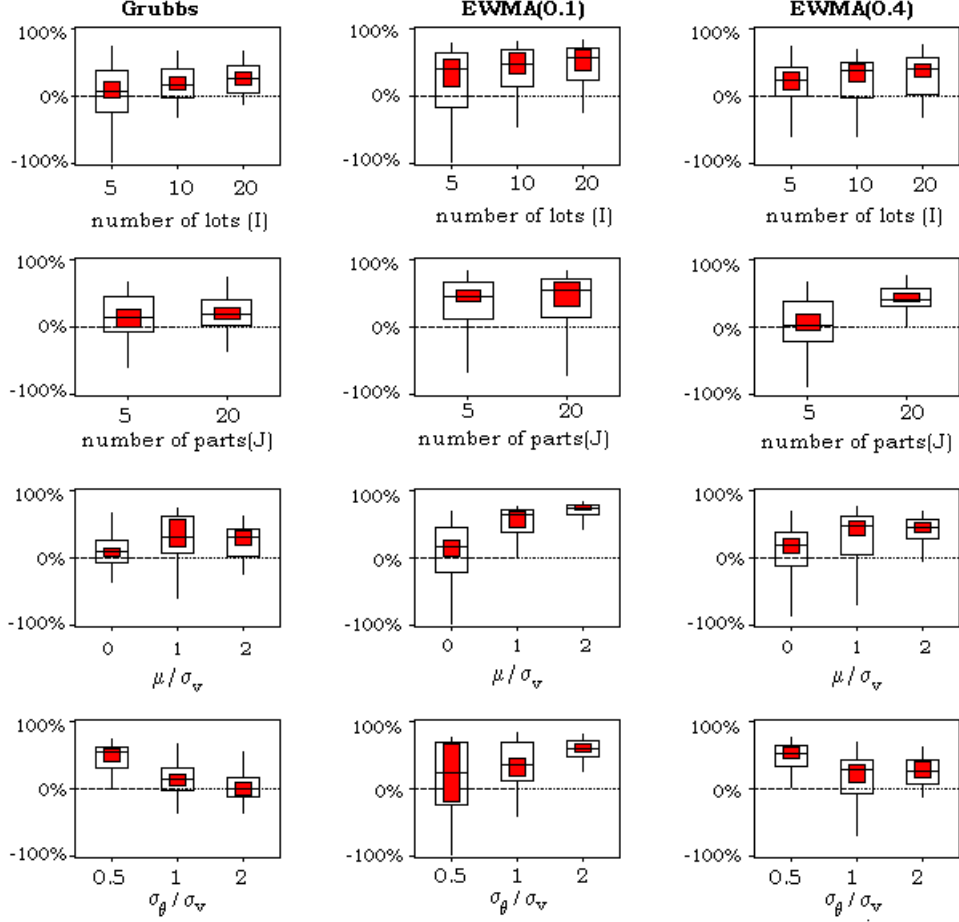 Grubbs EWMA(0.1) EWMA(0.4)
100% 100% 100%
0% 0% 0%
-100% -100% -100%
5 10 20 5 10 20 5 10 20
number of lots (I) number of lots (I) number of lots (I)
100% 100% 100%
0% 0% 0%
-100% -100% -100%
5 20 5 20 5 20
number of parts(J) number of parts(J) number of parts(J)
100% 100% 100%
0% 0% 0%
-100% -100% -100%
0 1 2 0 1 2 0 1 2
μ / σv μ / σv μ / σv
100% 100% 100%
0% 0% 0%
-100% -100% -100%
0.5 1 2 0.5 1 2 0.5 1 2
σθ / σv σθ / σv σθ / σv